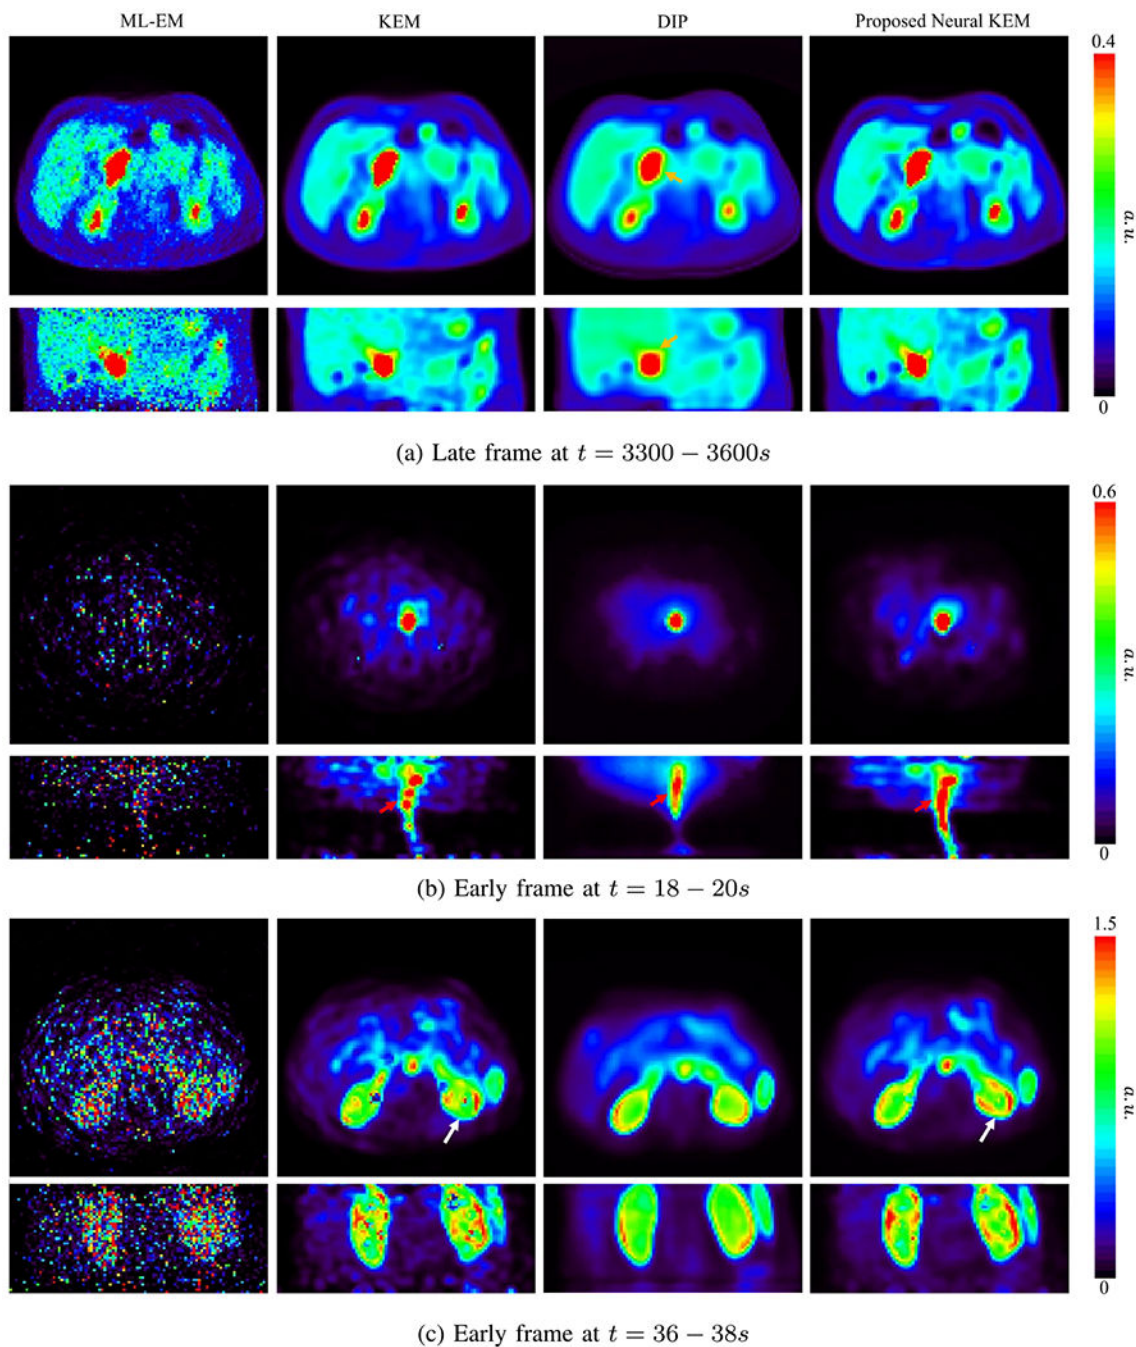 ML-EM KEM DIP Proposed Neural KEM
0.4
a.u.
0
(a) Late frame at t = 3300 − 3600s
0.6
a.u.
0
(b) Early frame at t = 18 − 20s
1.5
a.u.
0
(c) Early frame at t = 36 − 38s